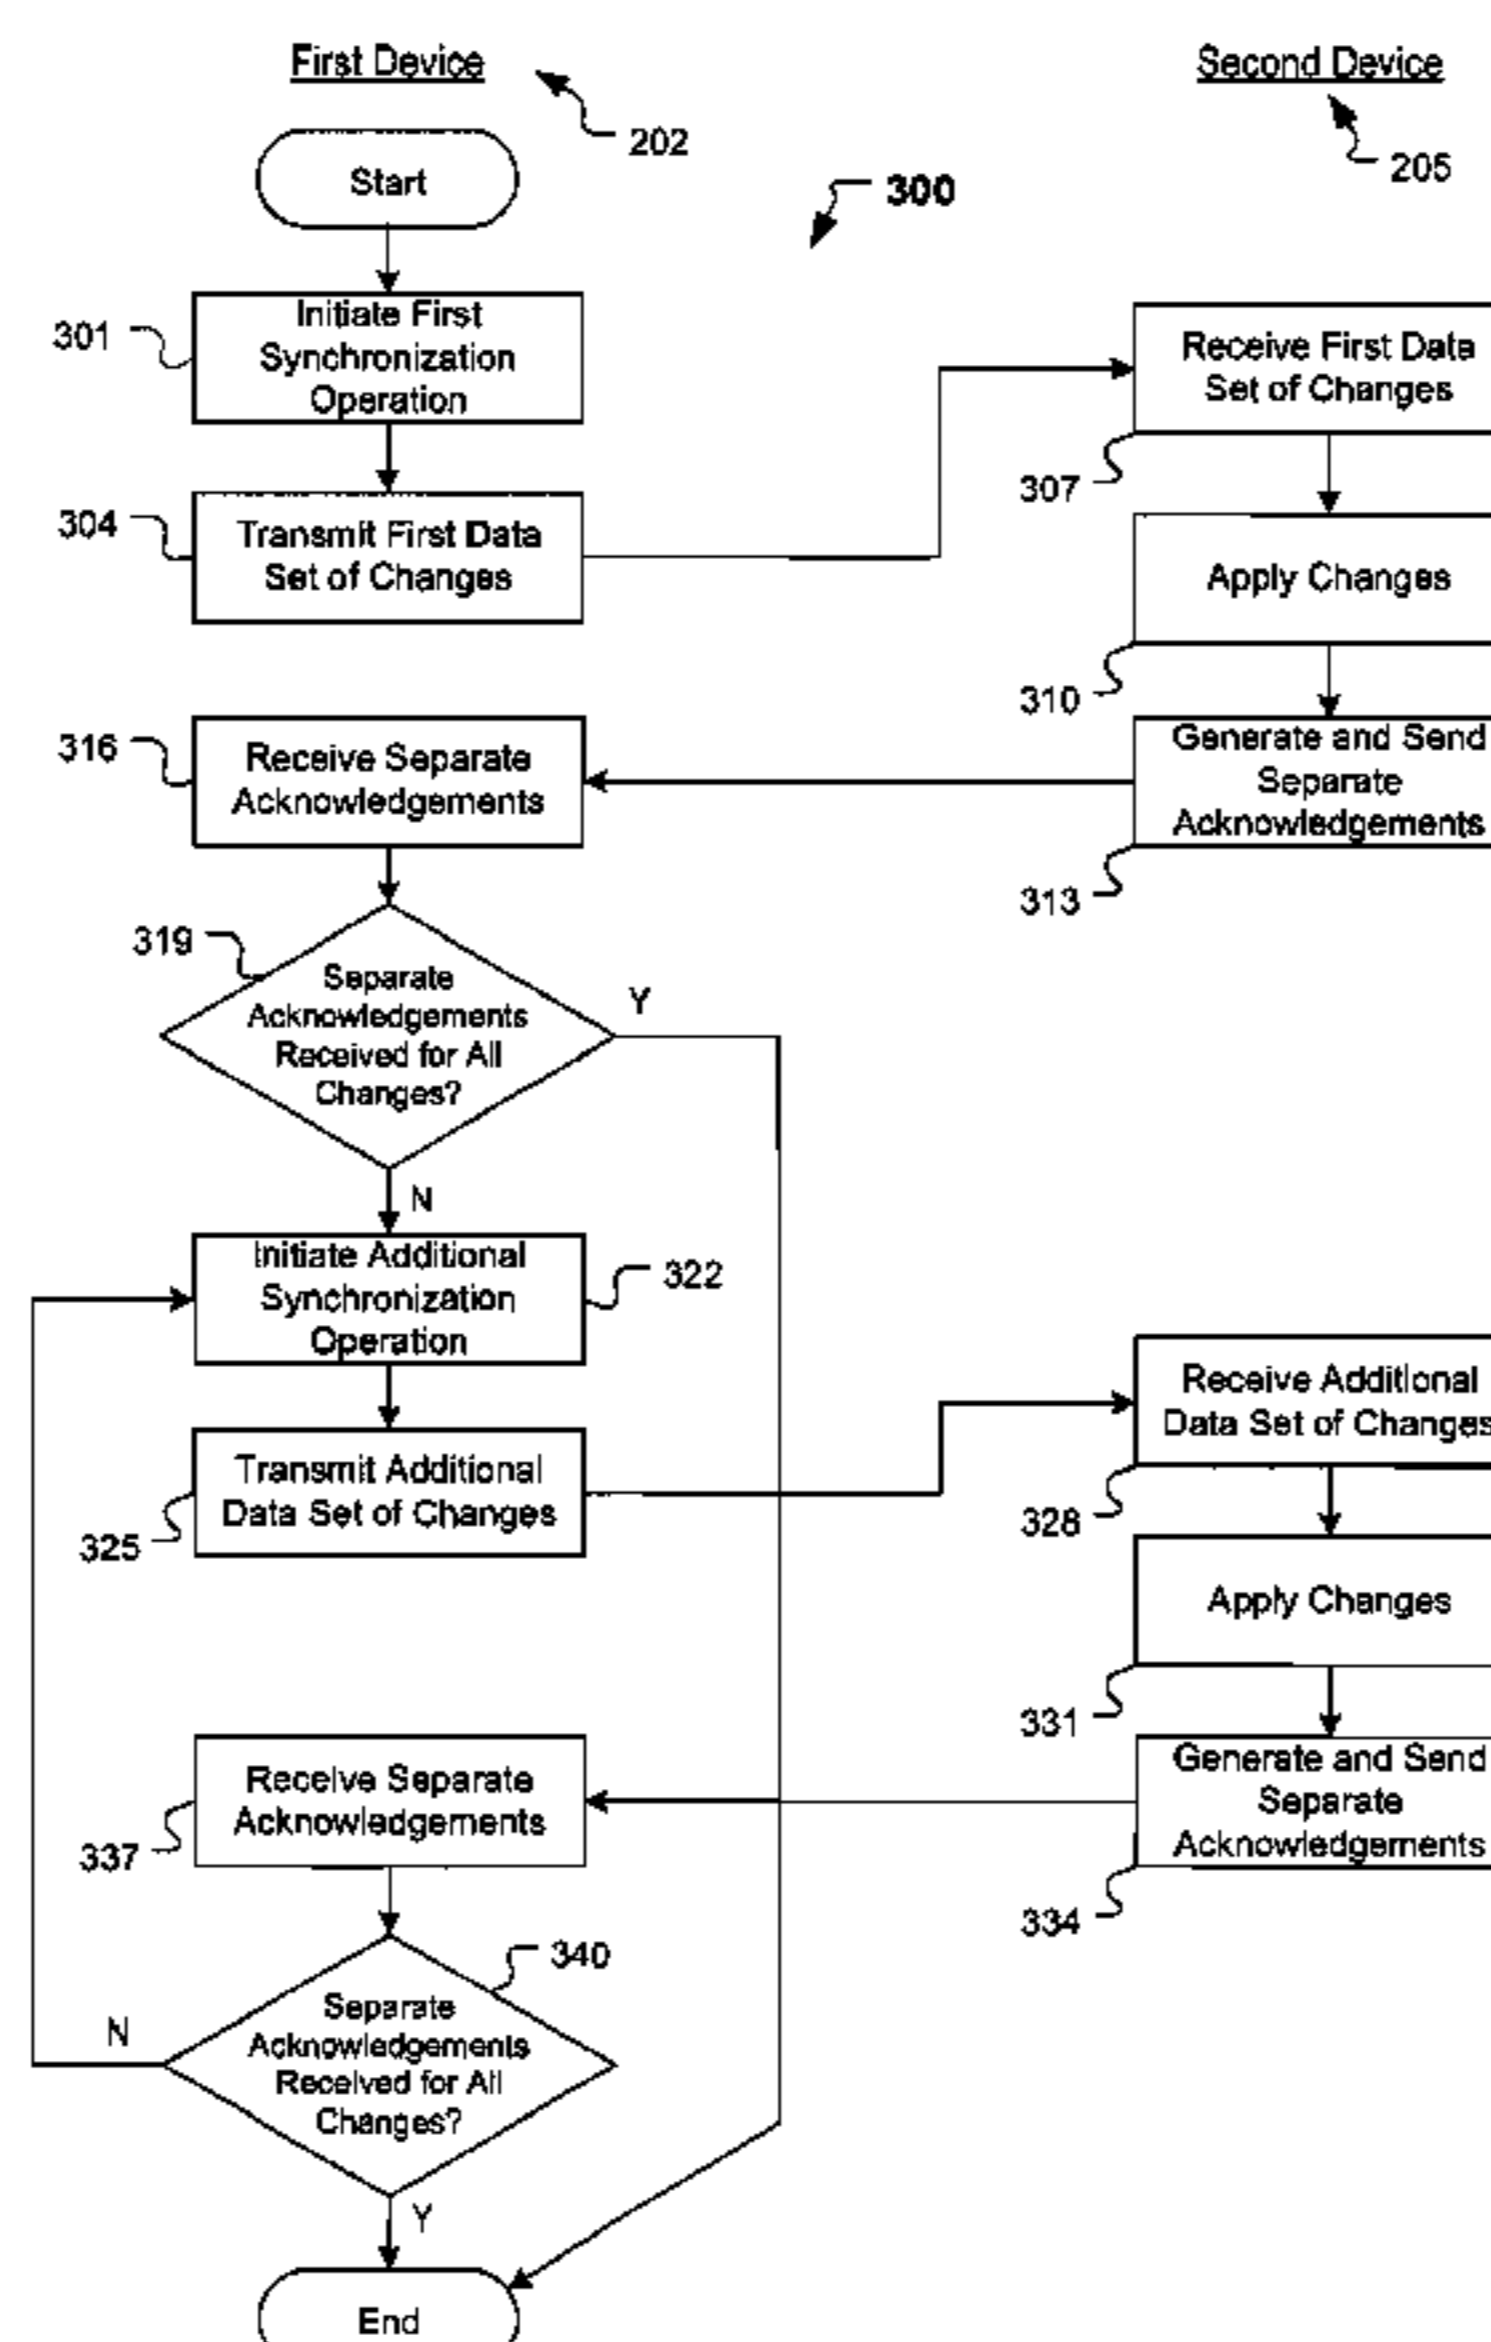 First Device
Second Device
202
205
Start
300
301
Initiate First
Synchronization
Operation
Receive First Data
Set of Changes
307
304
Transmit First Data
Set of Changes
Apply Changes
310
316
Receive Separate
Acknowledgements
Generate and Send
Separate
Acknowledgements
313
319
Separate
Acknowledgements
Received for All
Changes?
Y
N
Initiate Additional
Synchronization
Operation
322
Receive Additional
Data Set of Changes
328
Transmit Additional
Data Set of Changes
325
Apply Changes
331
Receive Separate
Acknowledgements
337
Generate and Send
Separate
Acknowledgements
334
340
Separate
Acknowledgements
Received for All
Changes?
N
Y
End